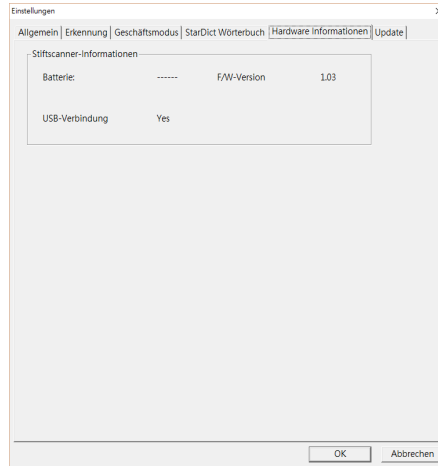 Einstellungen
Allgemein Erkennung Geschäftsmodus StarDict Wörterbuch Hardware Informationen Update
Stiftscanner-Informationen
Batterie: ------ F/W-Version 1.03
USB-Verbindung Yes
OK Abbrechen